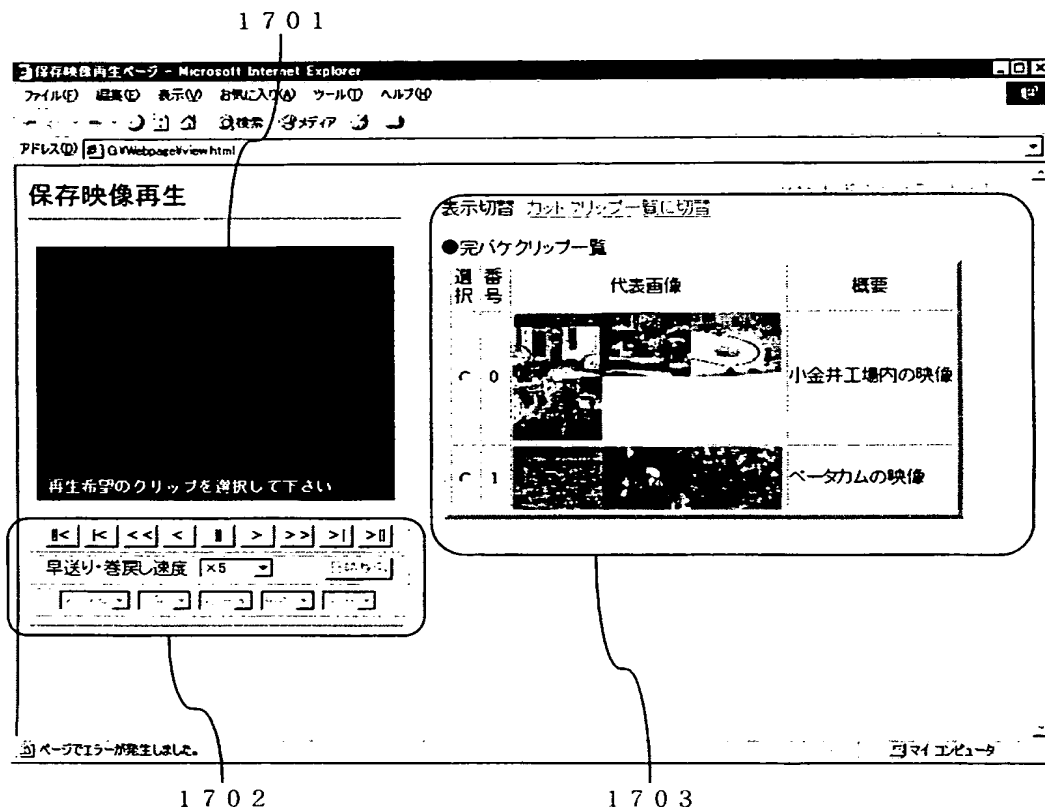 1701
保存映像再生ページ - Microsoft Internet Explorer
ファイル(F) 編集(E) 表示(V) お気に入り(A) ツール(T) ヘルプ(H)
検索 メディア
アドレス(D) G:¥Webpage¥view.html
保存映像再生
表示切替 カットクリップ一覧に切替
●完パケクリップ一覧
選択 番号 代表画像 概要
0 小金井工場内の映像
1 ベータカムの映像
再生希望のクリップを選択して下さい
||< |< << < || > >> >| >||
早送り・巻戻し速度 ×5
ページでエラーが発生しました。 マイ コンピュータ
1702 1703